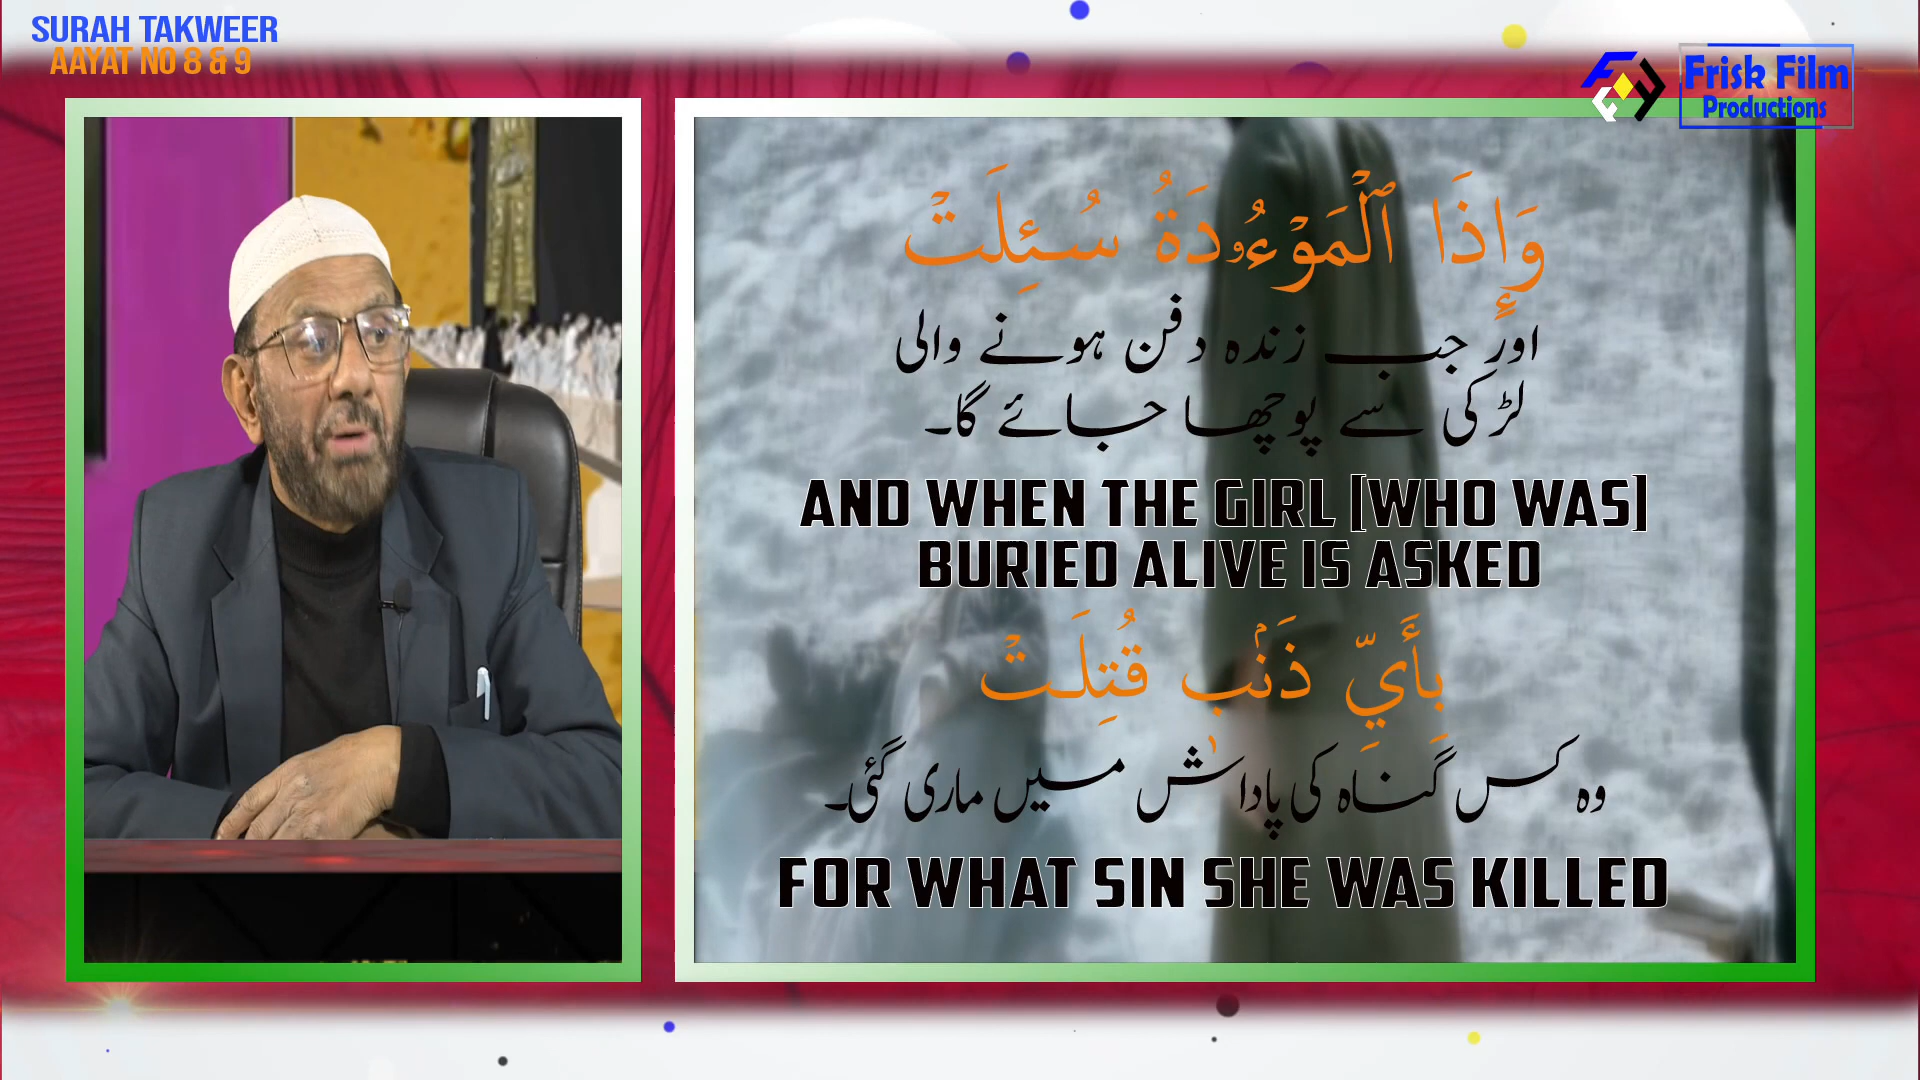 SURAH TAKWEER
AAYAT NO 8 & 9
Frisk Film
Productions
وَإِذَا ٱلْمَوْءُۥدَةُ سُئِلَتْ
اور جب زندہ دفن ہونے والی
لڑکی سے پوچھا جائے گا۔
AND WHEN THE GIRL [WHO WAS]
BURIED ALIVE IS ASKED
بِأَيِّ ذَنۢبٍ قُتِلَتْ
وہ کس گناہ کی پاداش میں ماری گئی۔
FOR WHAT SIN SHE WAS KILLED